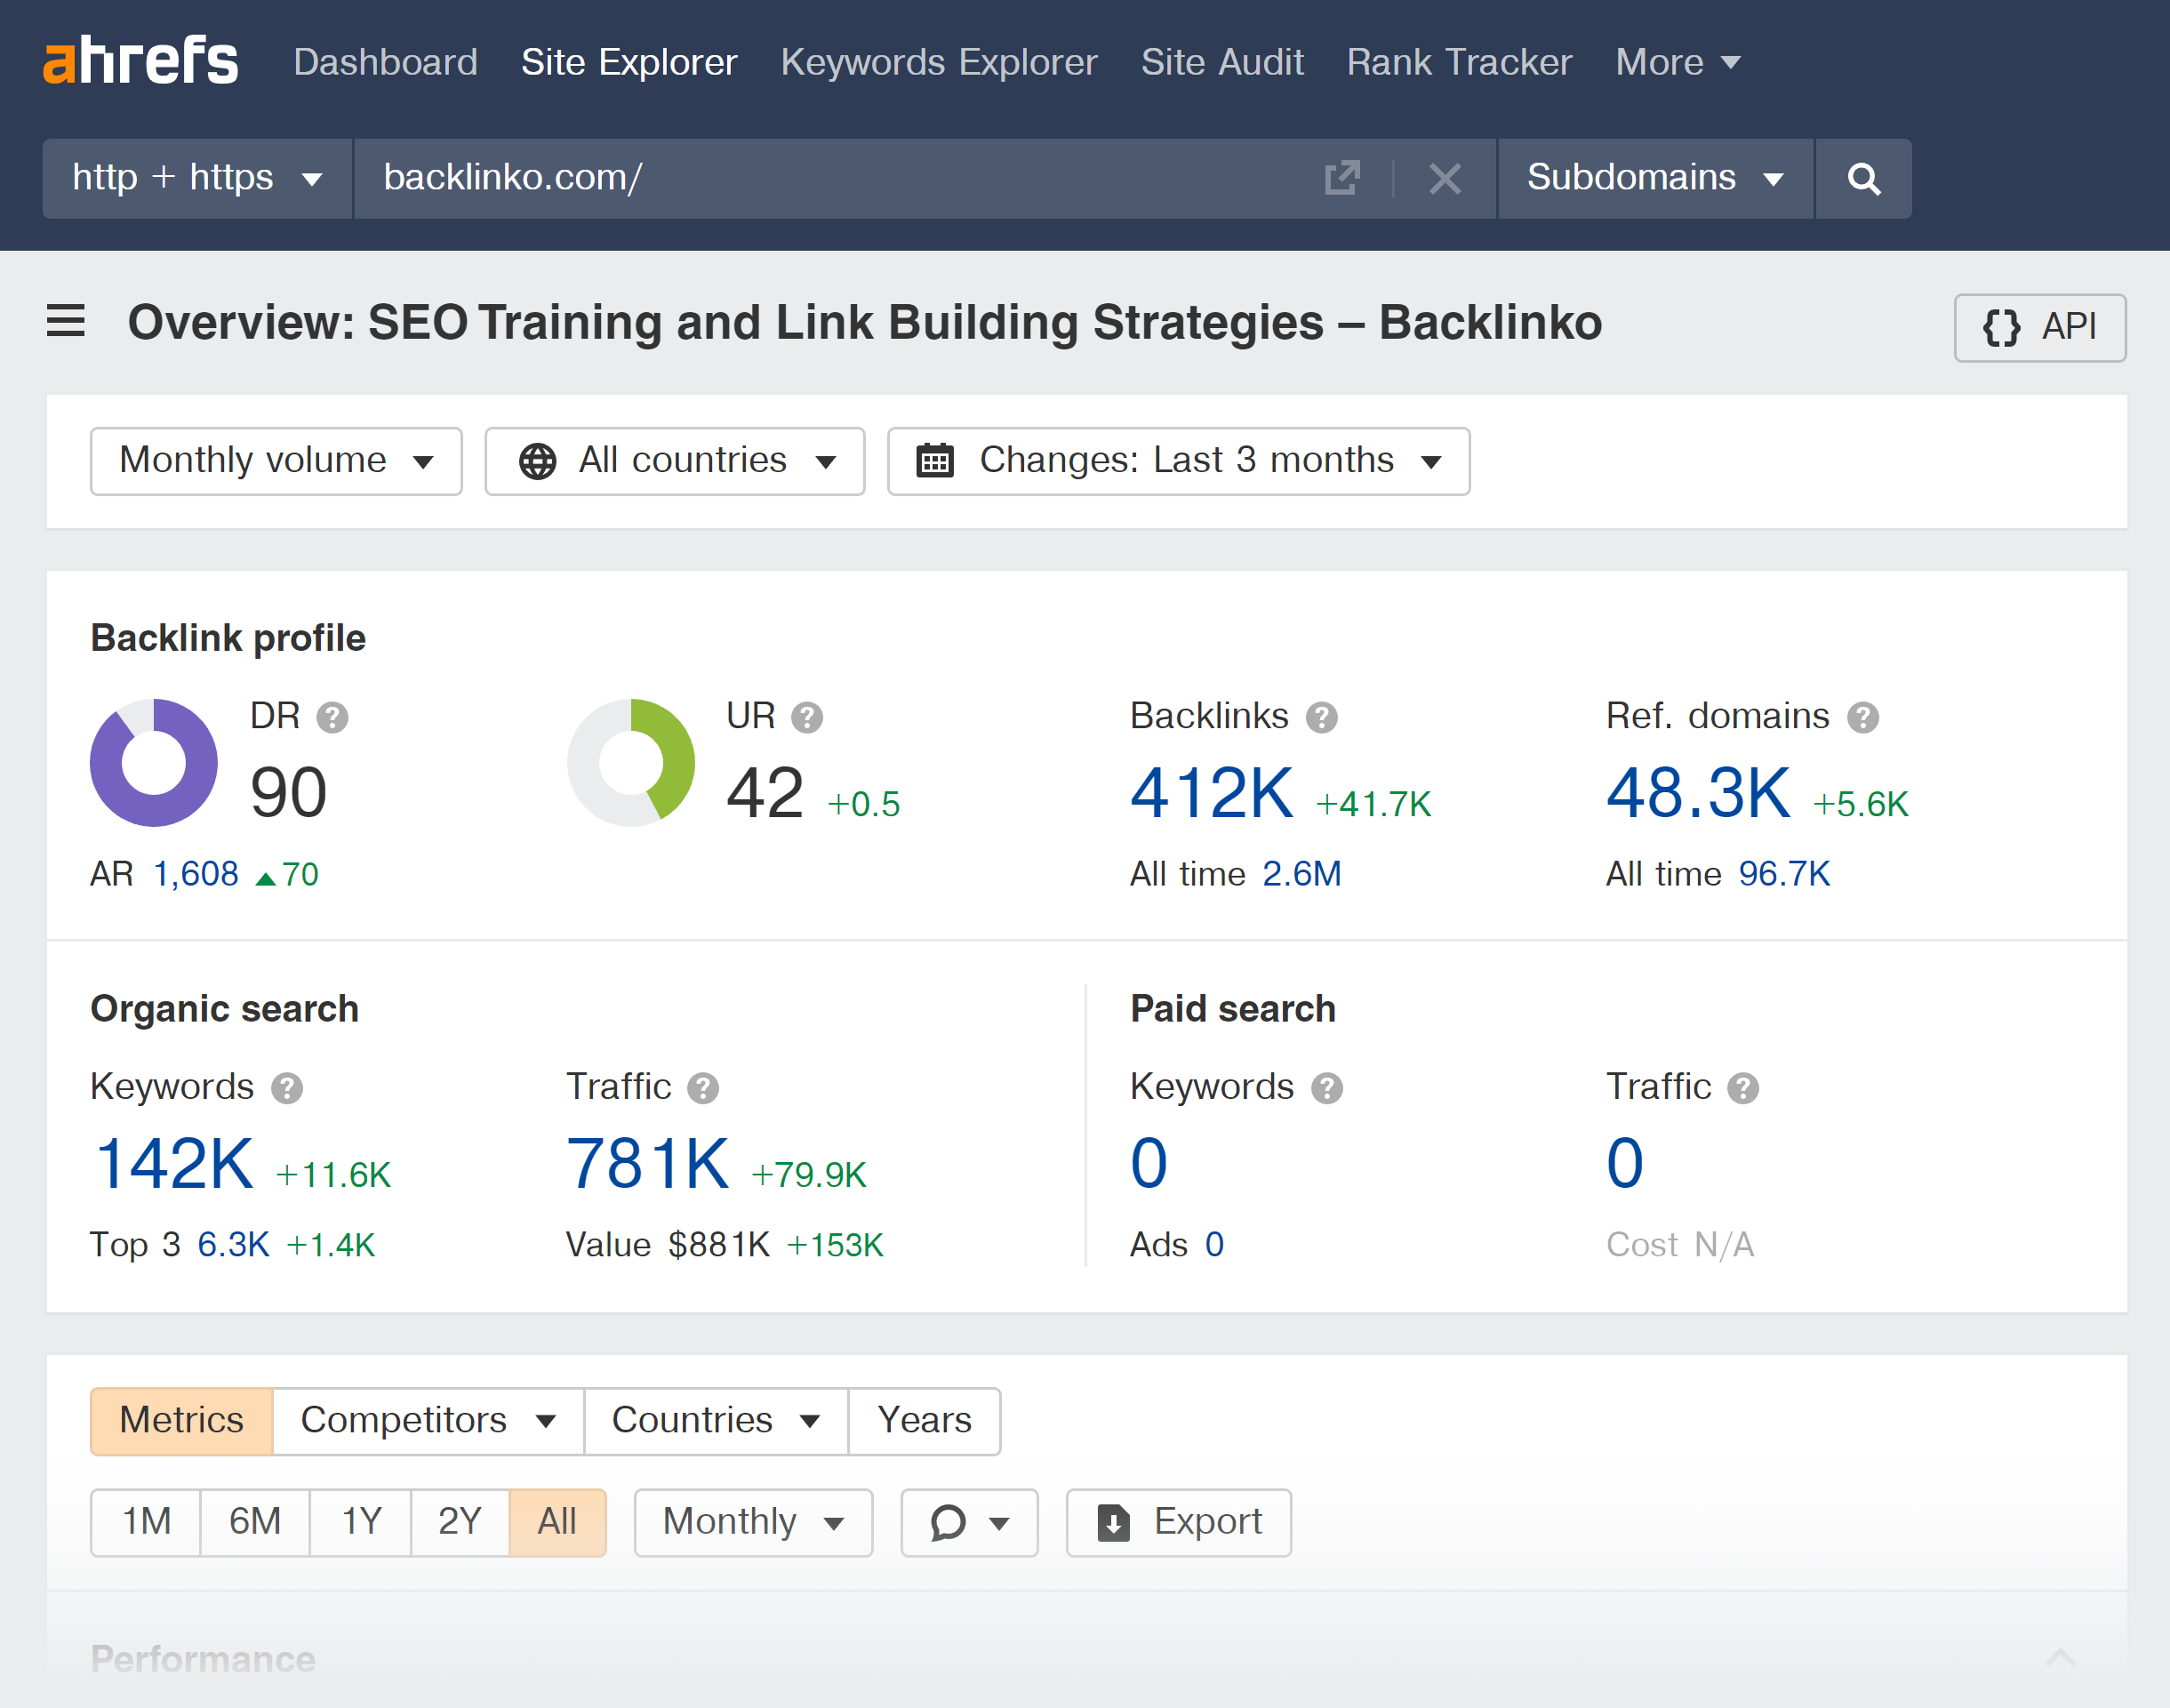 ahrefs Dashboard Site Explorer Keywords Explorer Site Audit Rank Tracker More
http + https backlinko.com/ Subdomains
Overview: SEO Training and Link Building Strategies – Backlinko
API
Monthly volume All countries Changes: Last 3 months
Backlink profile
DR ? UR ? Backlinks ? Ref. domains ?
90 42 +0.5 412K +41.7K 48.3K +5.6K
AR 1,608 70 All time 2.6M All time 96.7K
Organic search Paid search
Keywords ? Traffic ? Keywords ? Traffic ?
142K +11.6K 781K +79.9K 0 0
Top 3 6.3K +1.4K Value $881K +153K Ads 0 Cost N/A
Metrics Competitors Countries Years
1M 6M 1Y 2Y All Monthly Export
Performance